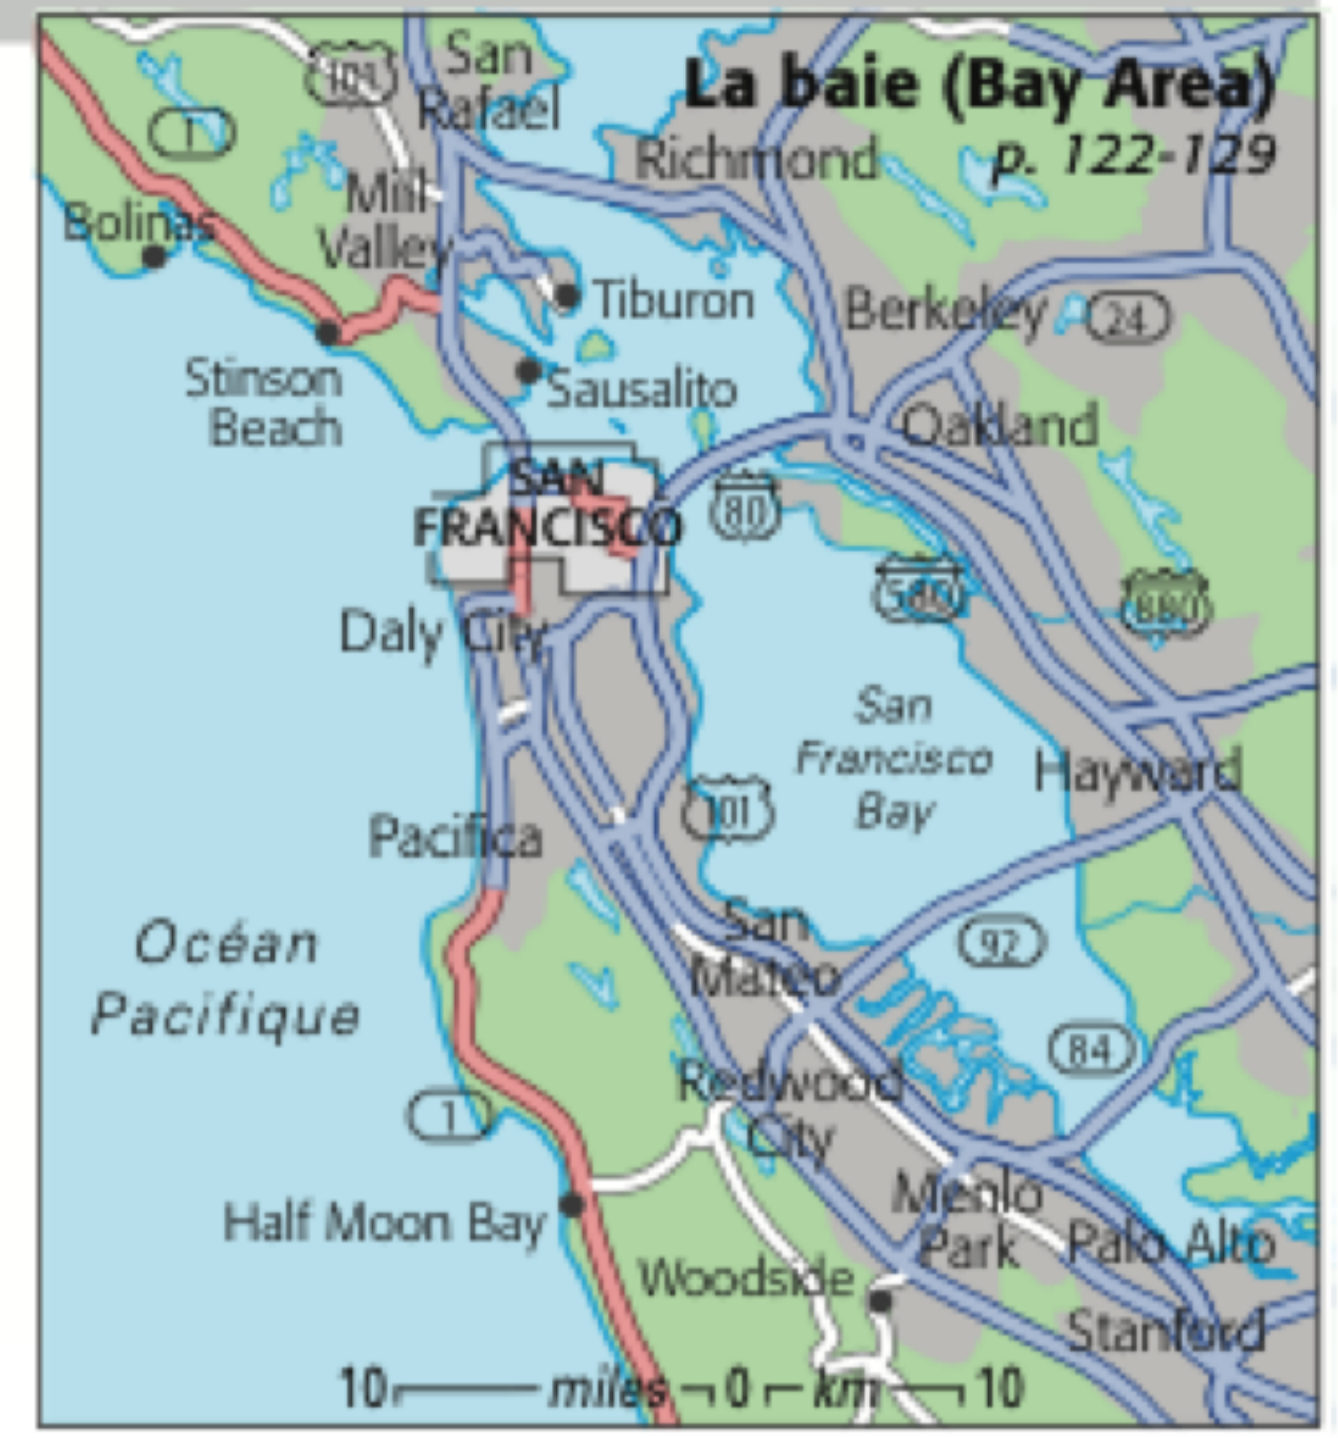 La baie (Bay Area)
p. 122-129
San
Rafael
101
1
Richmond
Mill
Valley
Bolinas
Tiburon
Berkeley
24
Stinson
Beach
Sausalito
Oakland
SAN
FRANCISCO
80
580
880
Daly City
San
Francisco
Bay
Hayward
101
Pacifica
San
Mateo
92
Océan
Pacifique
84
Redwood
City
1
Menlo
Park
Half Moon Bay
Palo Alto
Woodside
Stanford
10 miles 0 km 10